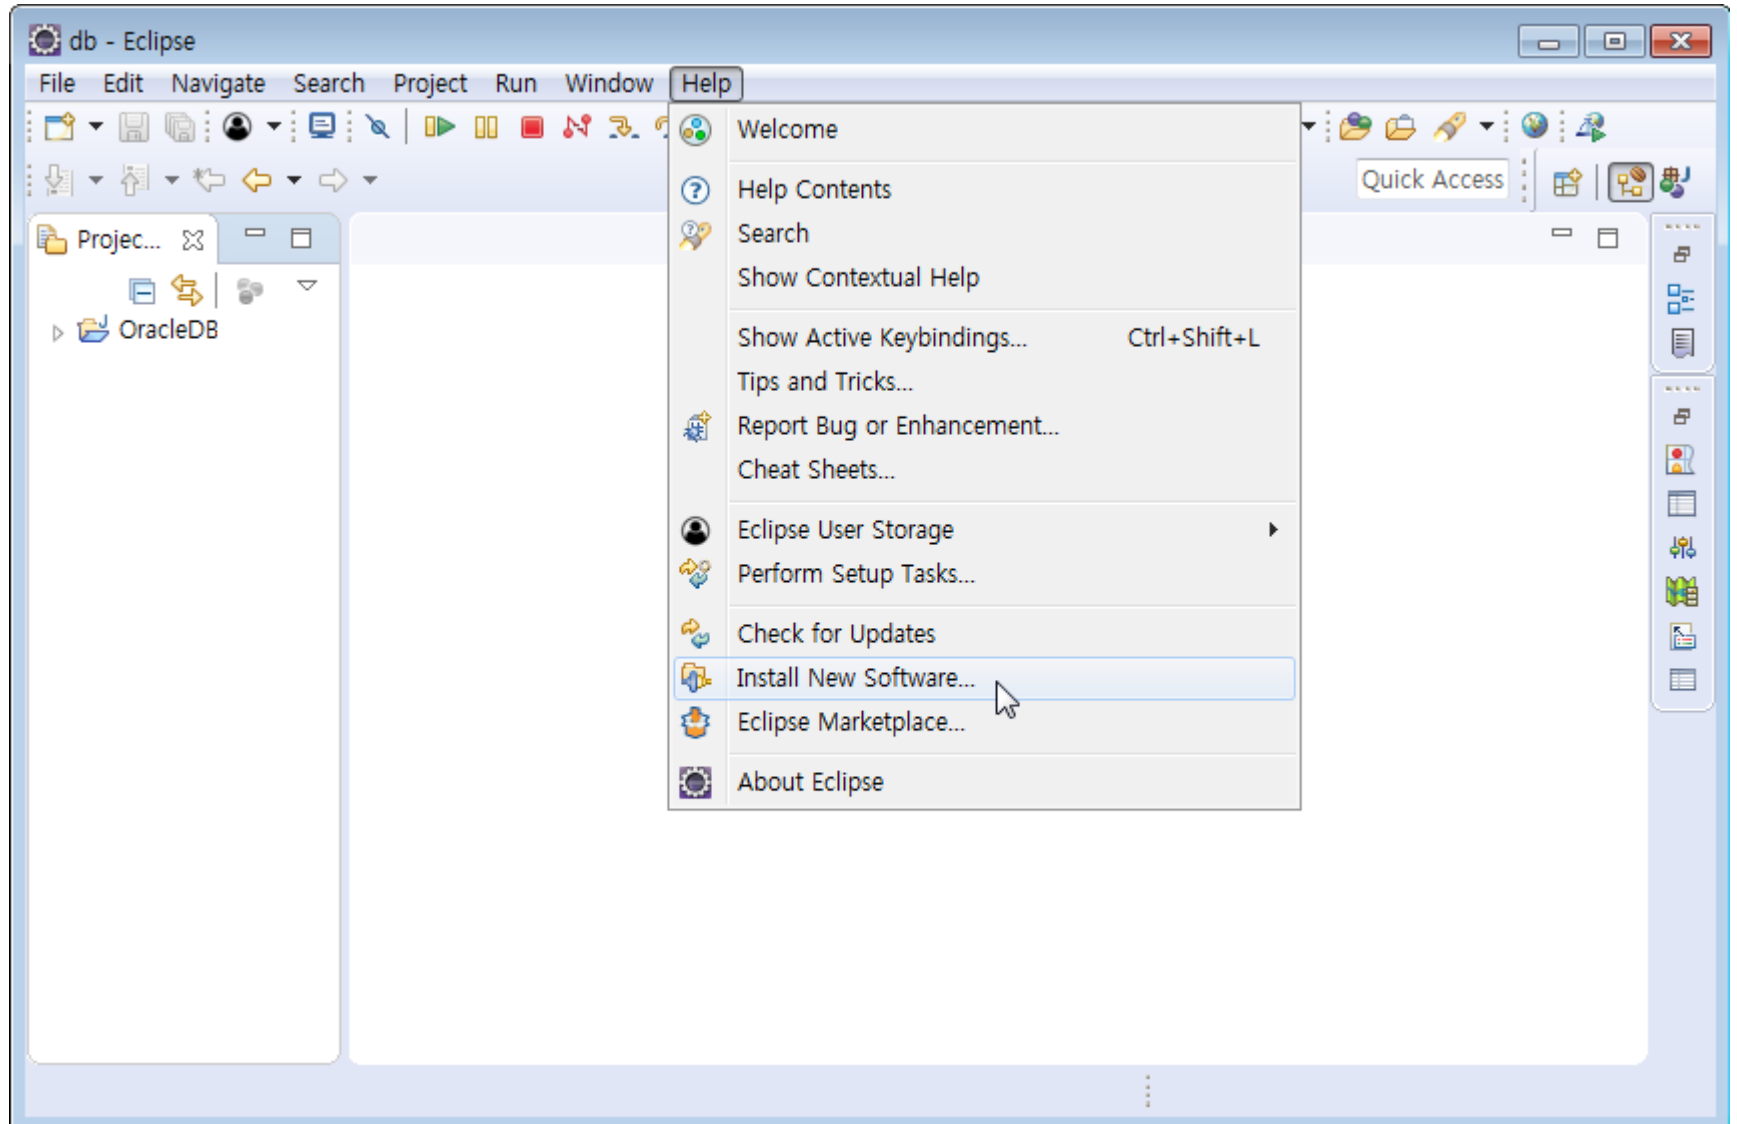 db - Eclipse
File Edit Navigate Search Project Run Window Help
Welcome
Quick Access
Help Contents
Projec...
Search
Show Contextual Help
OracleDB
Show Active Keybindings... Ctrl+Shift+L
Tips and Tricks...
Report Bug or Enhancement...
Cheat Sheets...
Eclipse User Storage
Perform Setup Tasks...
Check for Updates
Install New Software...
Eclipse Marketplace...
About Eclipse